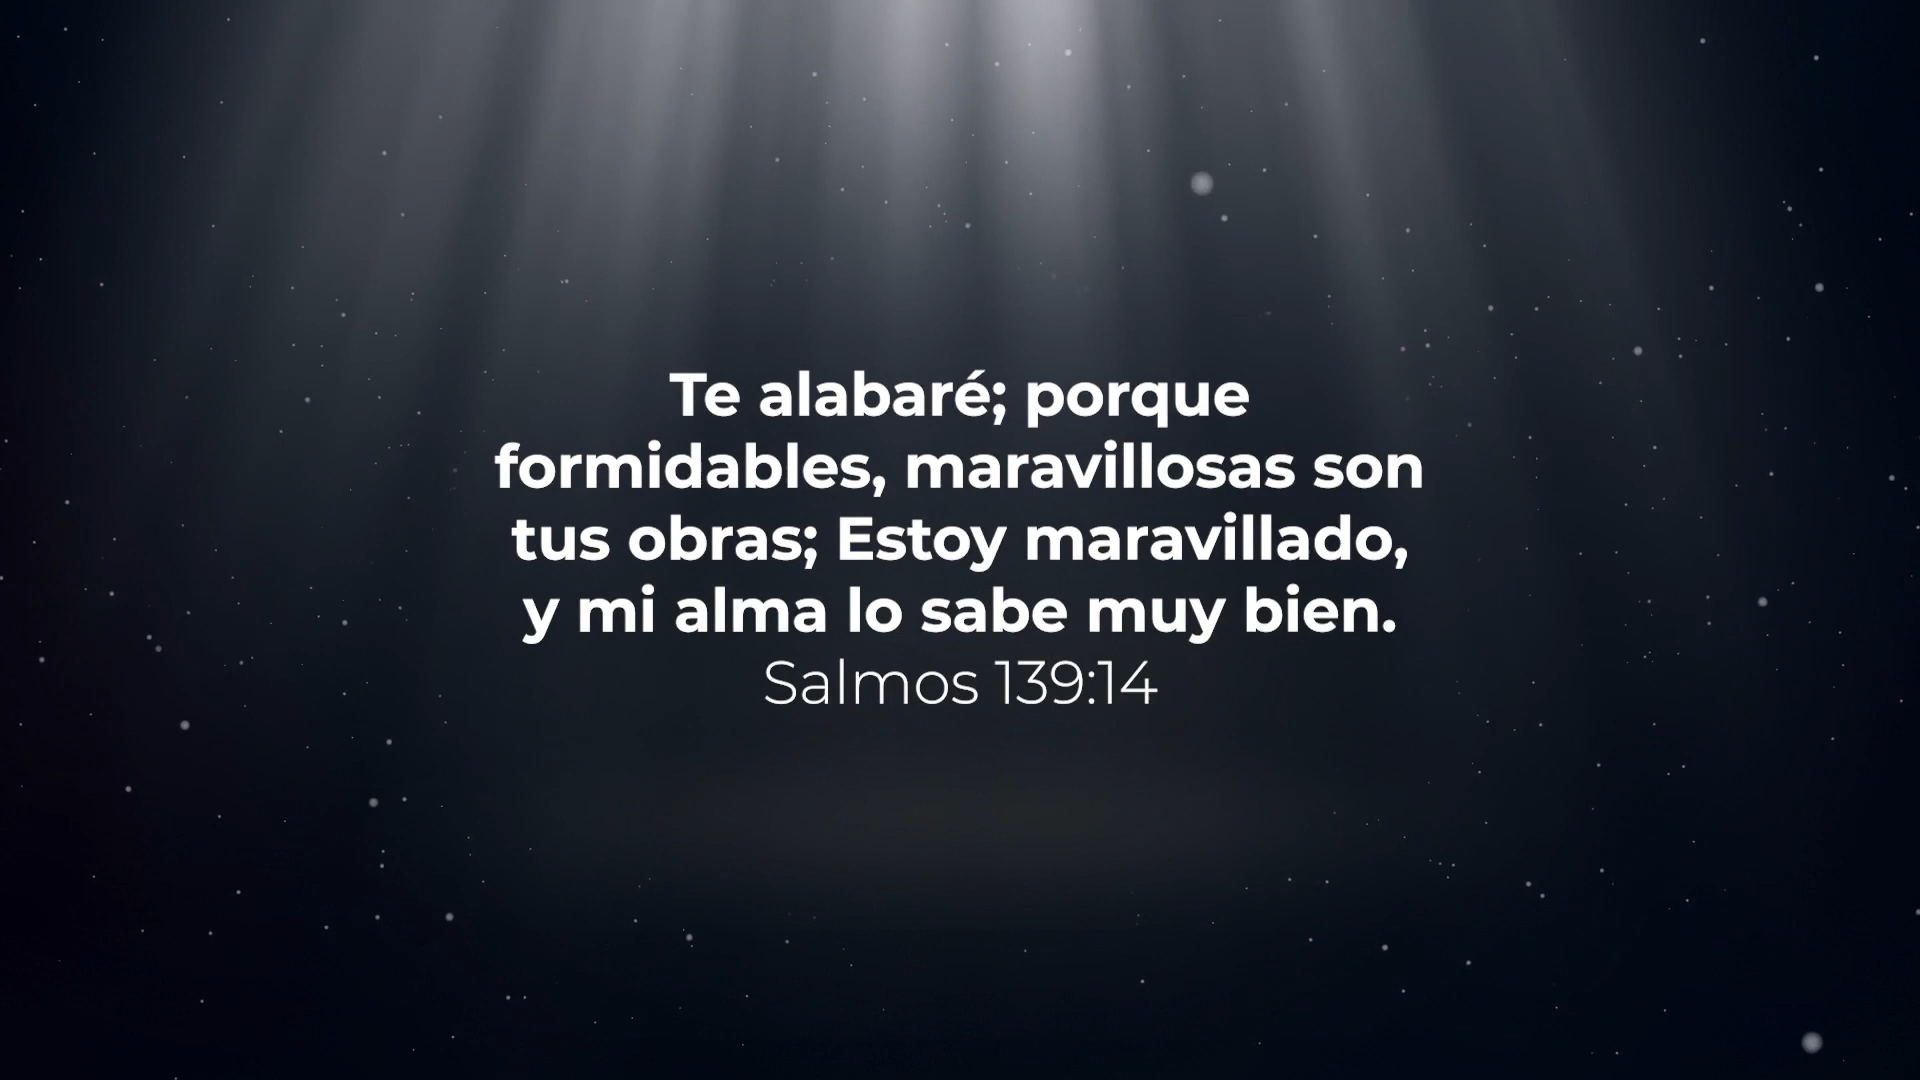 Te alabaré; porque
formidables, maravillosas son
tus obras; Estoy maravillado,
y mi alma lo sabe muy bien.
Salmos 139:14